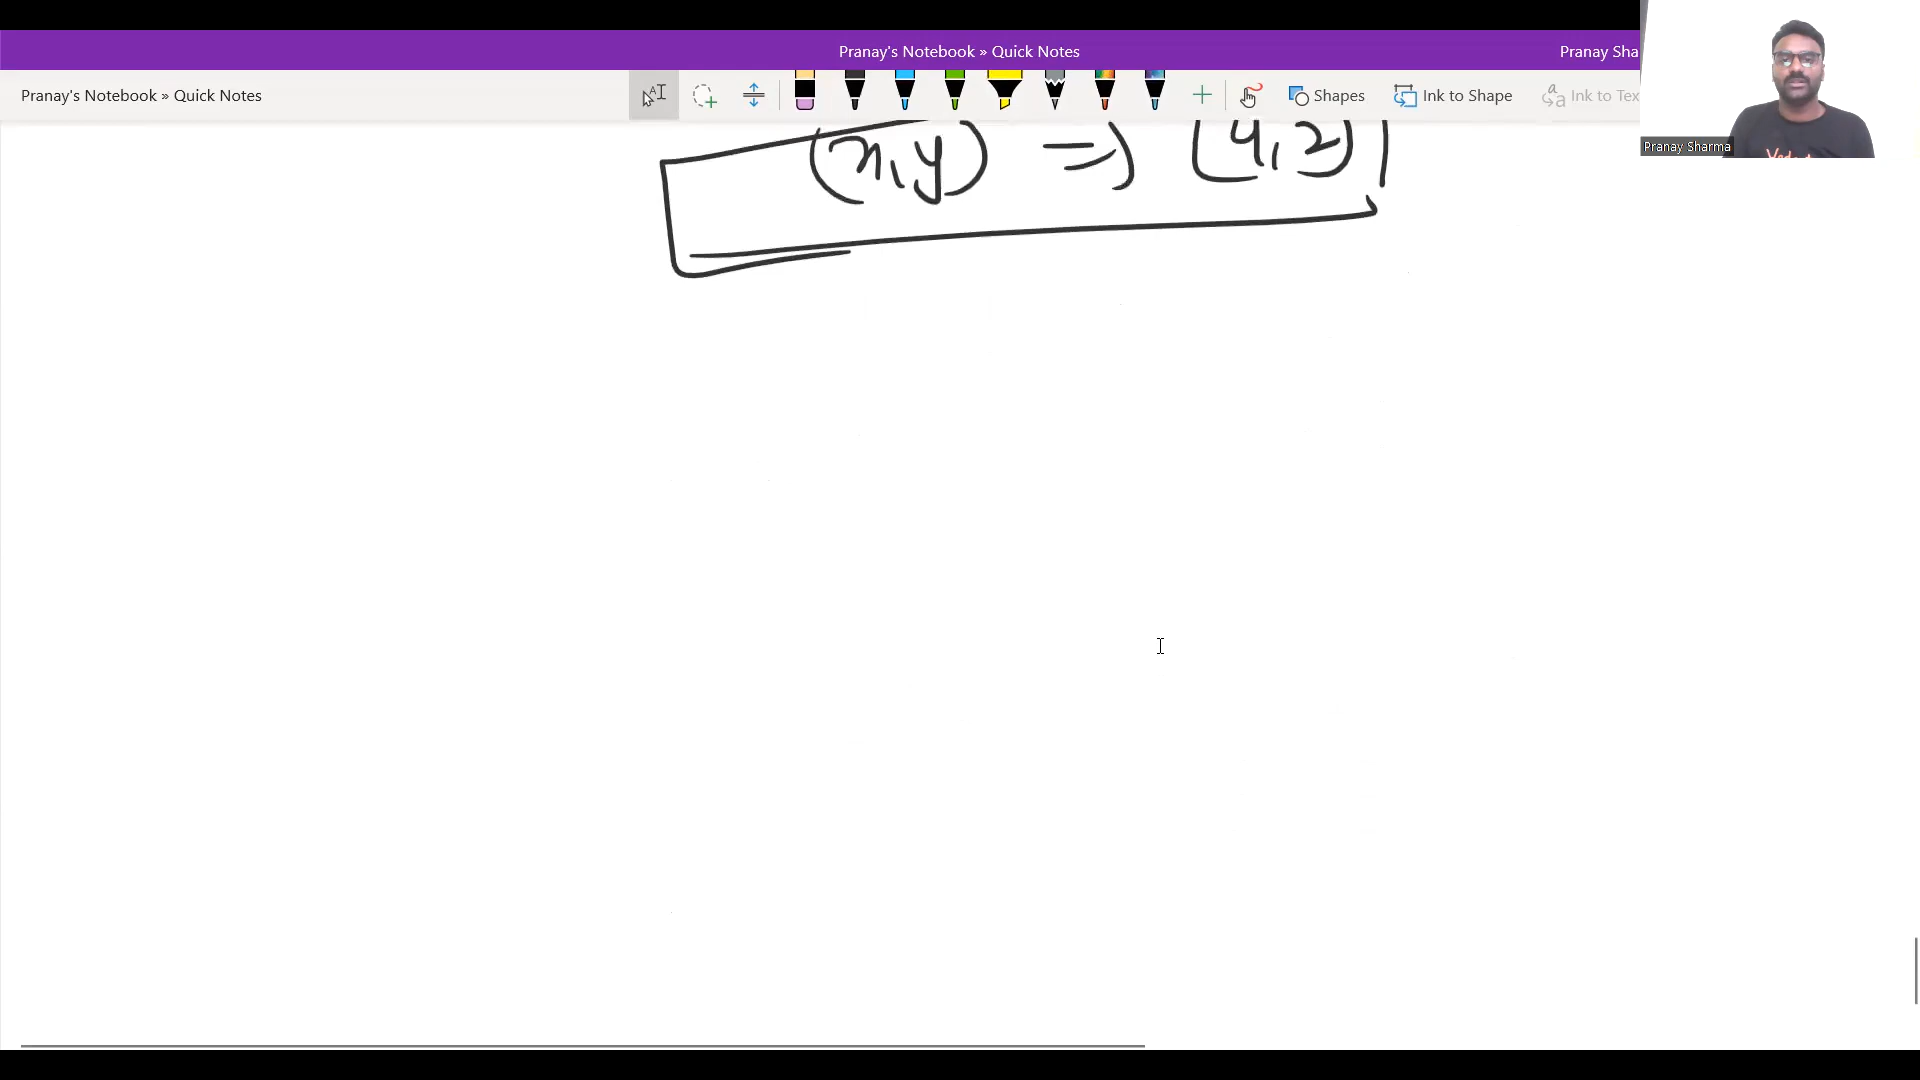 Pranay's Notebook » Quick Notes
Pranay Sha
Pranay's Notebook » Quick Notes
Shapes
Ink to Shape
Ink to Tex
Pranay Sharma
(x,y) => (4,2)